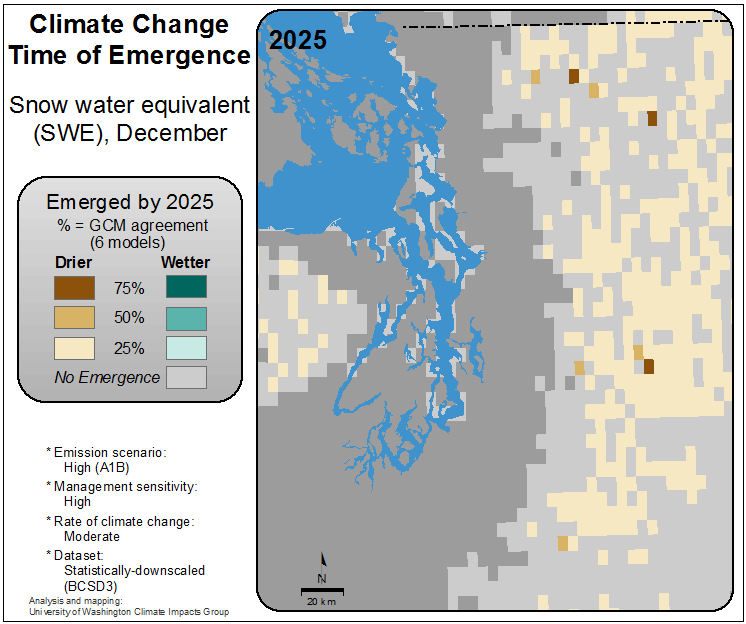 Climate Change
Time of Emergence
Snow water equivalent
(SWE), December
Emerged by 2025
% = GCM agreement
(6 models)
Drier Wetter
75%
50%
25%
No Emergence
* Emission scenario:
High (A1B)
* Management sensitivity:
High
* Rate of climate change:
Moderate
* Dataset:
Statistically-downscaled
(BCSD3)
Analysis and mapping:
University of Washington Climate Impacts Group
2025
N
20 km